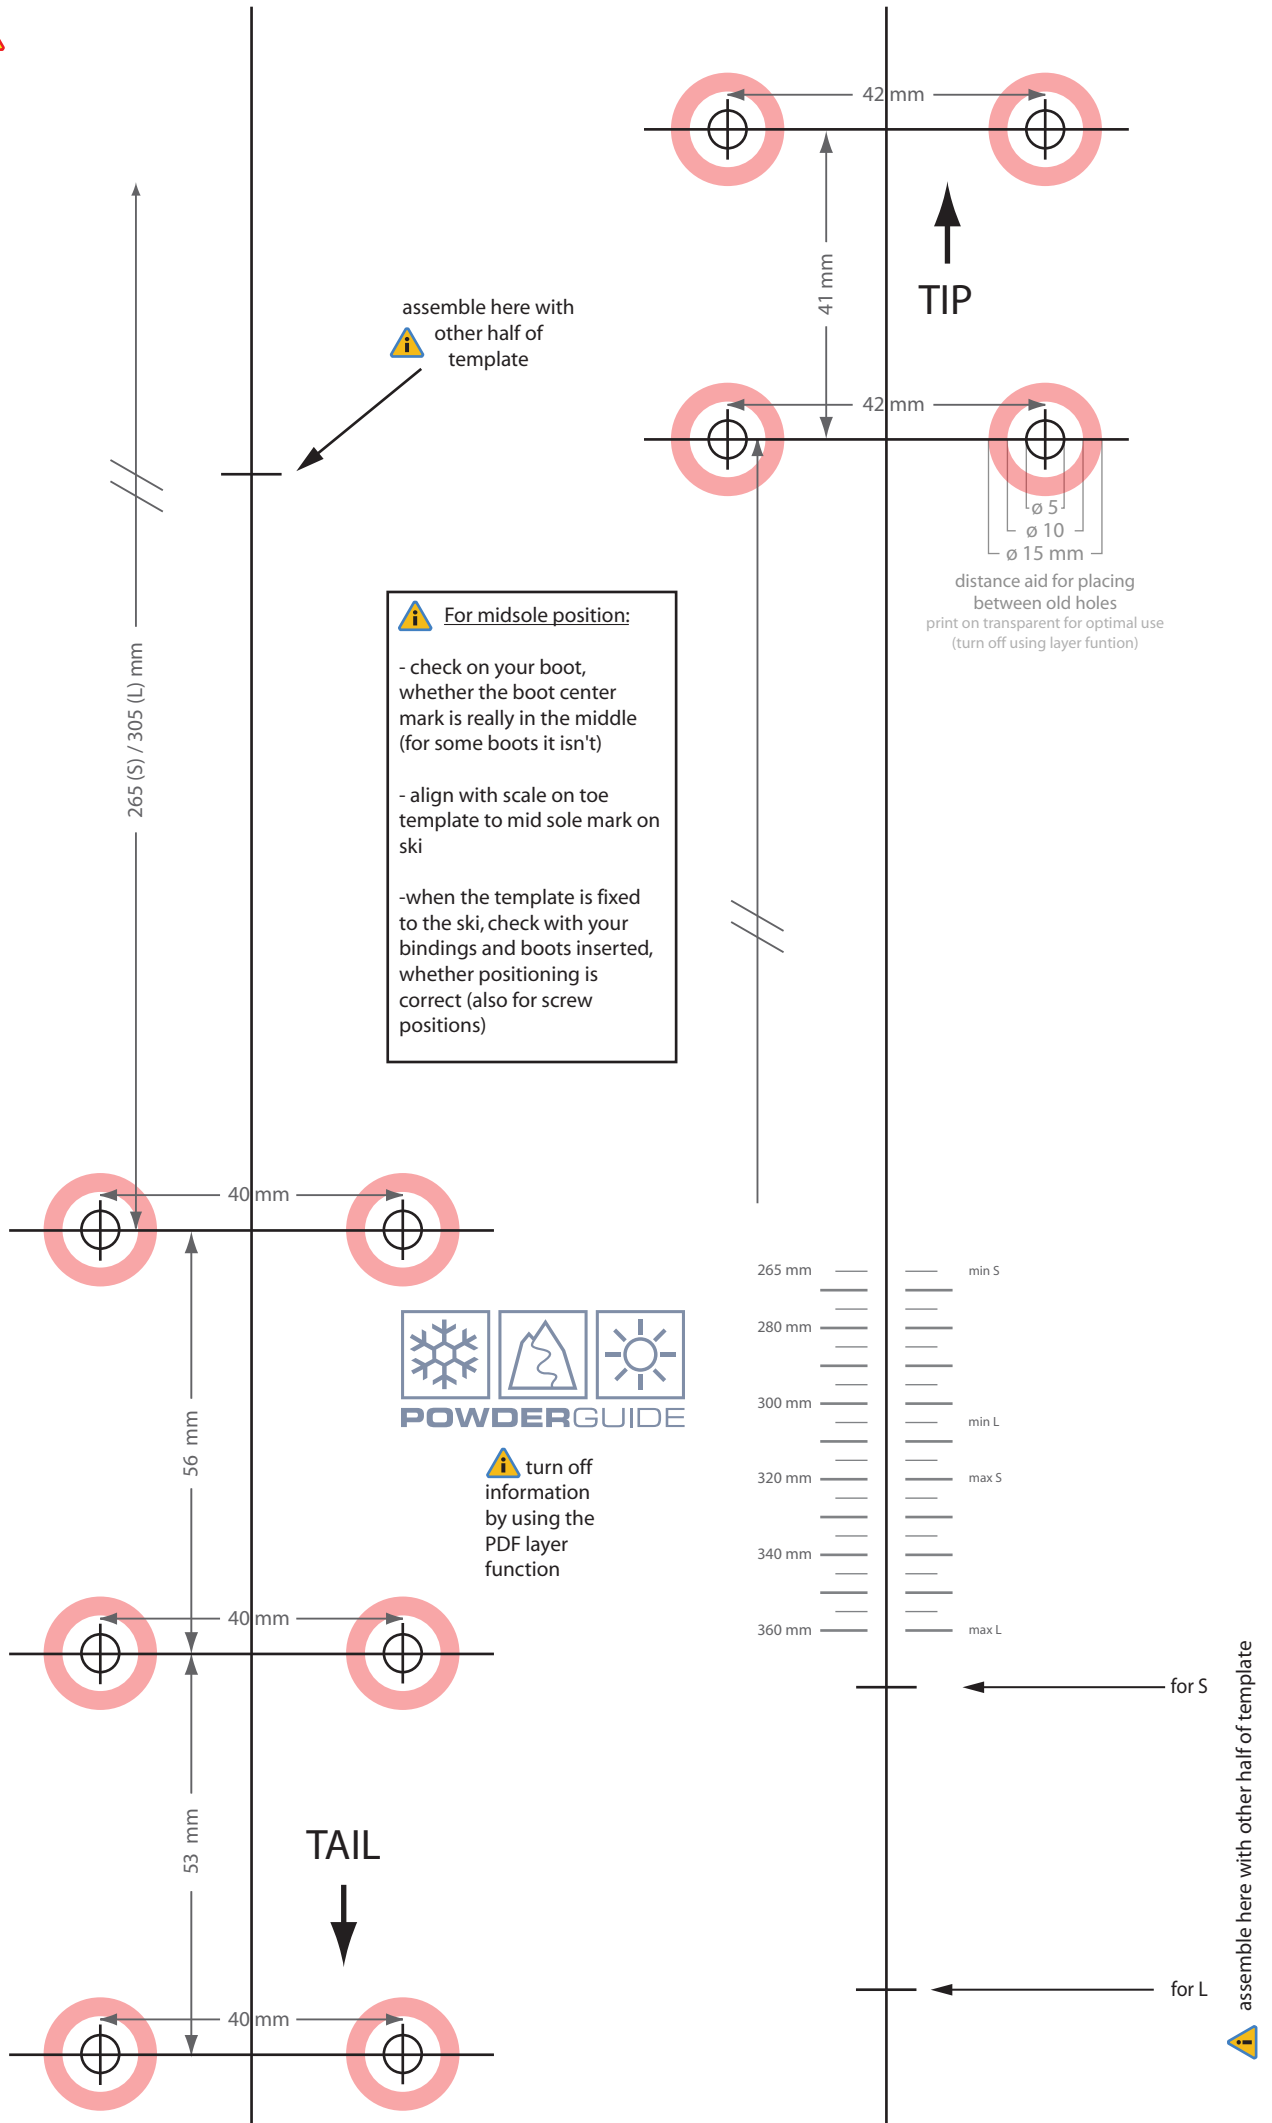 42 mm
41 mm
TIP
assemble here with
other half of
template
42 mm
ø 5
ø 10
ø 15 mm
distance aid for placing
between old holes
print on transparent for optimal use
(turn off using layer funtion)
265 (S) / 305 (L) mm
For midsole position:
- check on your boot,
whether the boot center
mark is really in the middle
(for some boots it isn't)
- align with scale on toe
template to mid sole mark on
ski
-when the template is fixed
to the ski, check with your
bindings and boots inserted,
whether positioning is
correct (also for screw
positions)
40 mm
56 mm
POWDERGUIDE
turn off
information
by using the
PDF layer
function
265 mm min S
280 mm
300 mm
min L
320 mm max S
340 mm
360 mm max L
40 mm
53 mm
TAIL
40 mm
for S
for L
assemble here with other half of template